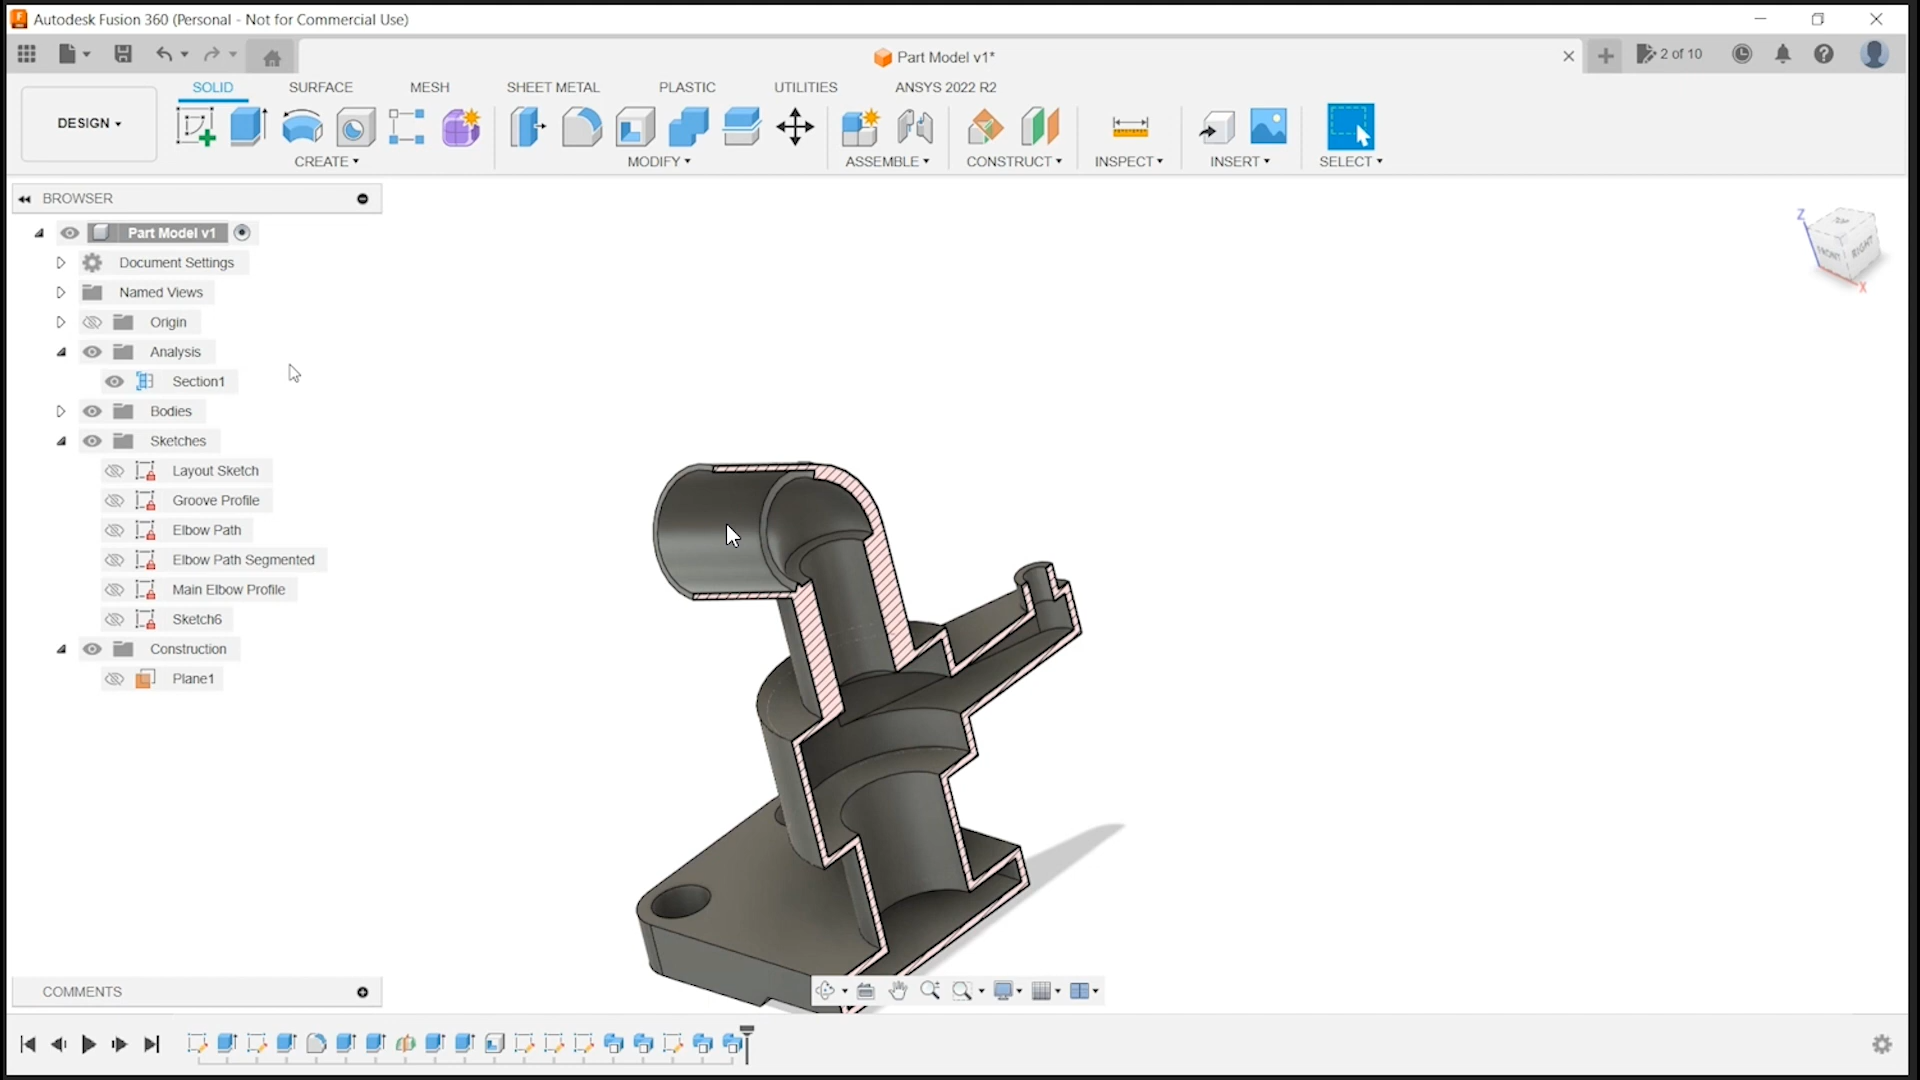 Autodesk Fusion 360 (Personal - Not for Commercial Use)
Part Model v1*
2 of 10
SOLID SURFACE MESH SHEET METAL PLASTIC UTILITIES ANSYS 2022 R2
DESIGN
CREATE MODIFY ASSEMBLE CONSTRUCT INSPECT INSERT SELECT
BROWSER
Part Model v1
Document Settings
Named Views
Origin
Analysis
Section1
Bodies
Sketches
Layout Sketch
Groove Profile
Elbow Path
Elbow Path Segmented
Main Elbow Profile
Sketch6
Construction
Plane1
Z
TOP
FRONT
RIGHT
X
COMMENTS